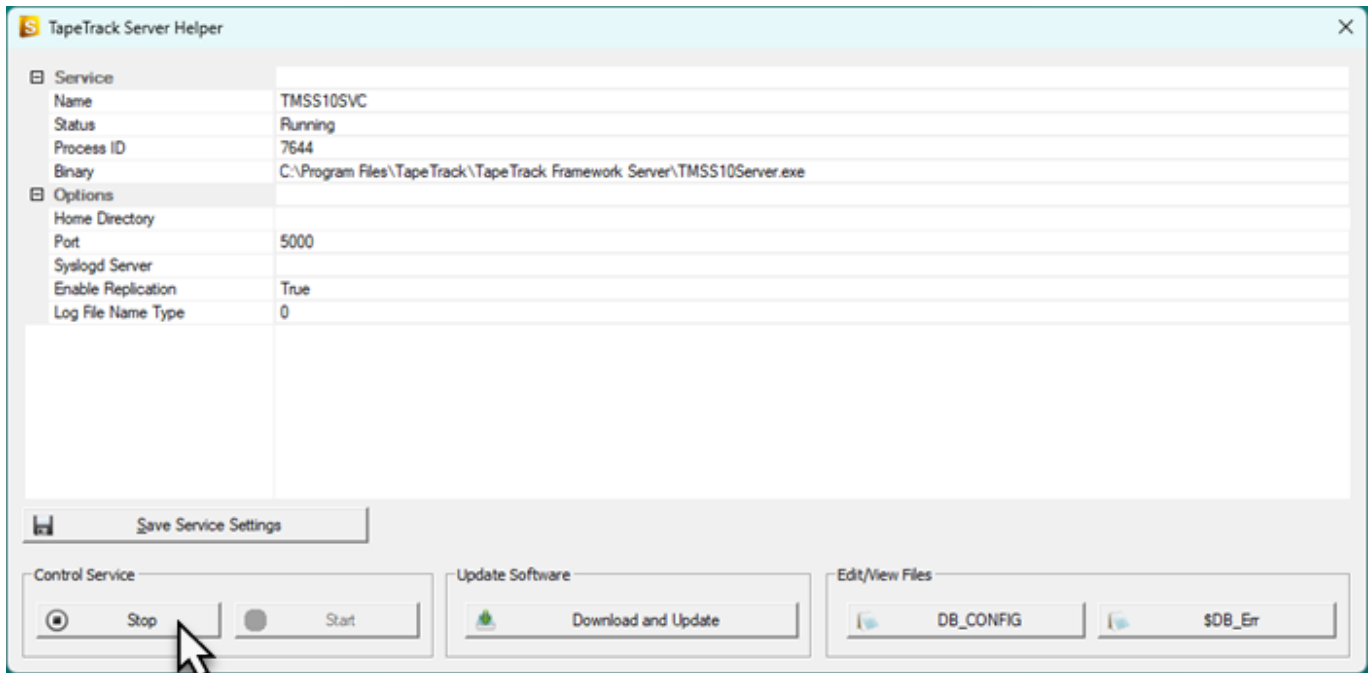 TapeTrack Server Helper
Service
Name TMSS10SVC
Status Running
Process ID 7644
Binary C:\Program Files\TapeTrack\TapeTrack Framework Server\TMSS10Server.exe
Options
Home Directory
Port 5000
Syslogd Server
Enable Replication True
Log File Name Type 0
Save Service Settings
Control Service Update Software Edit/View Files
Stop Start Download and Update DB_CONFIG $DB_Err